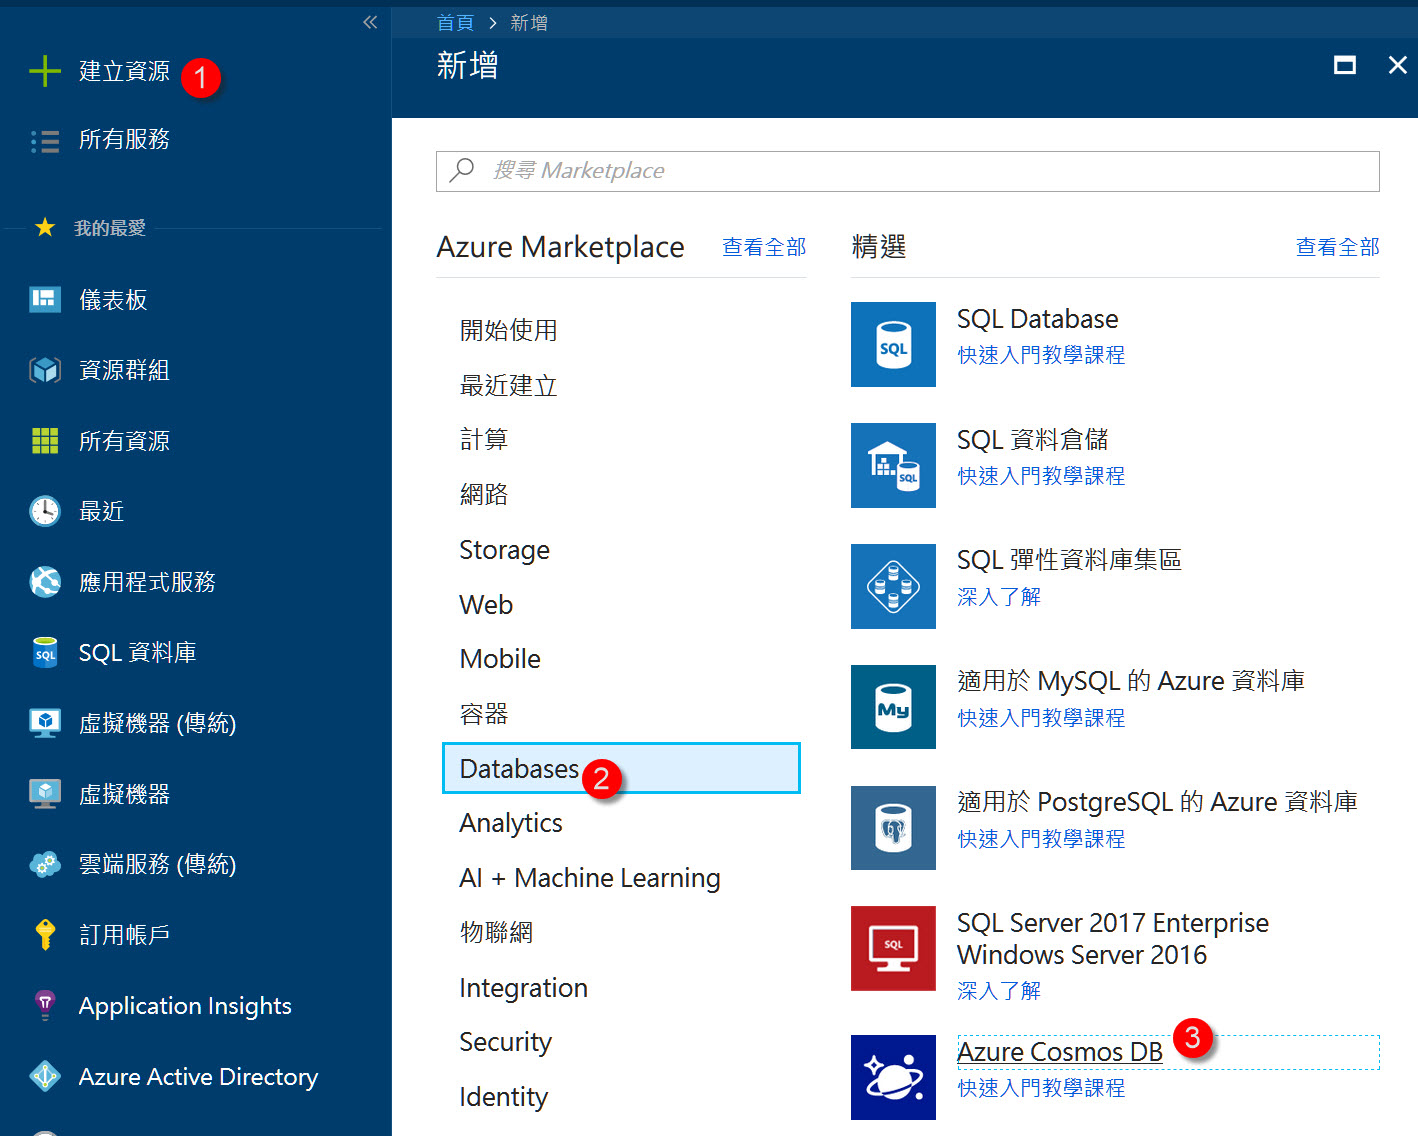 建立資源
1
所有服務
我的最愛
儀表板
資源群組
所有資源
最近
應用程式服務
SQL
SQL 資料庫
虛擬機器 (傳統)
虛擬機器
雲端服務 (傳統)
訂用帳戶
Application Insights
Azure Active Directory
首頁 > 新增
新增
搜尋 Marketplace
Azure Marketplace
查看全部
開始使用
最近建立
計算
網路
Storage
Web
Mobile
容器
Databases
2
Analytics
AI + Machine Learning
物聯網
Integration
Security
Identity
精選
查看全部
SQL
SQL Database
快速入門教學課程
SQL
SQL 資料倉儲
快速入門教學課程
SQL 彈性資料庫集區
深入了解
My
適用於 MySQL 的 Azure 資料庫
快速入門教學課程
適用於 PostgreSQL 的 Azure 資料庫
快速入門教學課程
SQL
SQL Server 2017 Enterprise
Windows Server 2016
深入了解
Azure Cosmos DB
3
快速入門教學課程